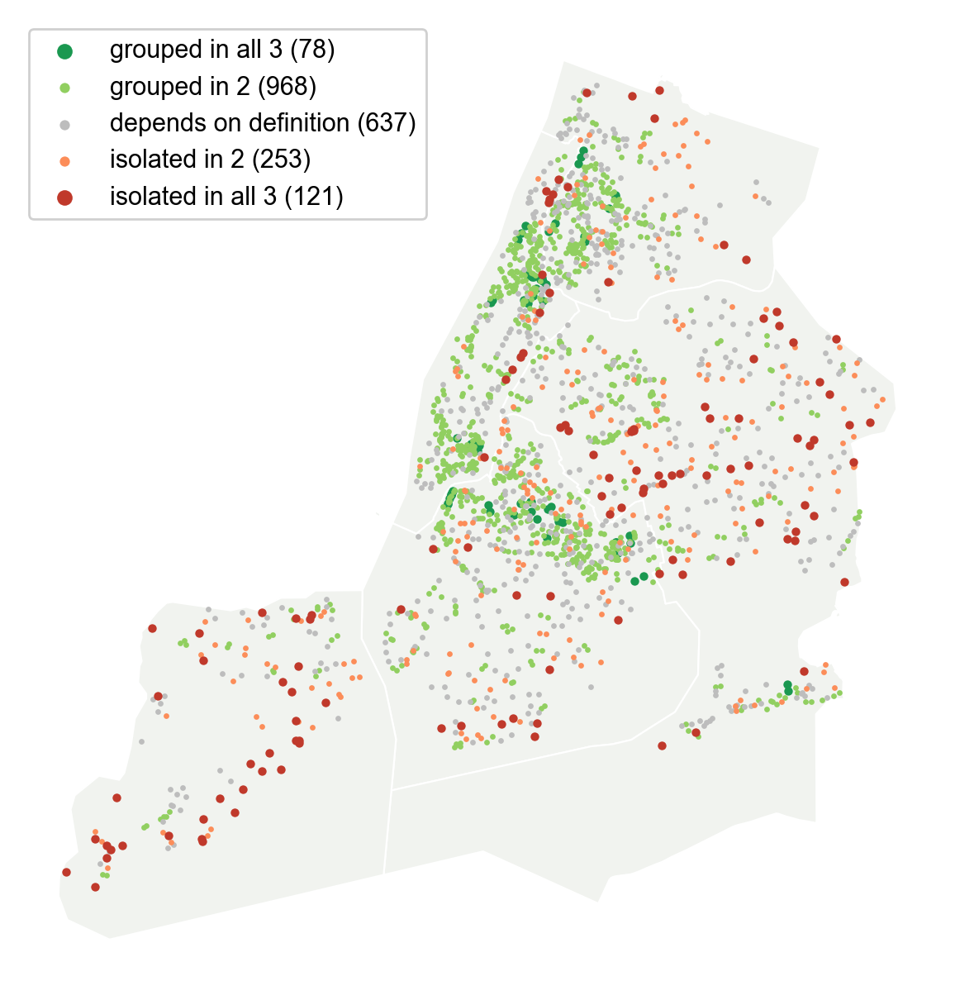 grouped in all 3 (78)
grouped in 2 (968)
depends on definition (637)
isolated in 2 (253)
isolated in all 3 (121)